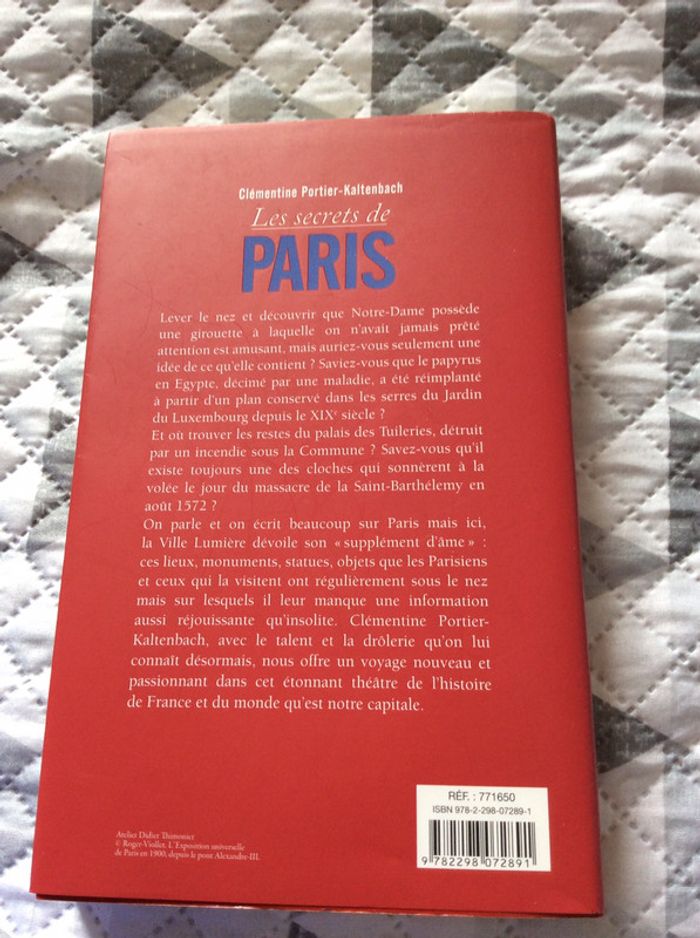 Clémentine Portier-Kaltenbach
Les secrets de
PARIS
Lever le nez et découvrir que Notre-Dame possède
une girouette à laquelle on n'avait jamais prêté
attention est amusant, mais auriez-vous seulement une
idée de ce qu'elle contient ? Saviez-vous que le papyrus
en Egypte, décimé par une maladie, a été réimplanté
à partir d'un plan conservé dans les serres du Jardin
du Luxembourg depuis le XIXe siècle ?
Et où trouver les restes du palais des Tuileries, détruit
par un incendie sous la Commune ? Savez-vous qu'il
existe toujours une des cloches qui sonnèrent à la
volée le jour du massacre de la Saint-Barthélemy en
août 1572 ?
On parle et on écrit beaucoup sur Paris mais ici,
la Ville Lumière dévoile son « supplément d'âme » :
ces lieux, monuments, statues, objets que les Parisiens
et ceux qui la visitent ont régulièrement sous le nez
mais sur lesquels il leur manque une information
aussi réjouissante qu'insolite. Clémentine Portier-
Kaltenbach, avec le talent et la drôlerie qu'on lui
connaît désormais, nous offre un voyage nouveau et
passionnant dans cet étonnant théâtre de l'histoire
de France et du monde qu'est notre capitale.
RÉF. : 771650
ISBN 978-2-298-07289-1
9 782298 072891
Atelier Didier Thimonier
© Roger-Viollet. L'Exposition universelle
de Paris en 1900, depuis le pont Alexandre-III.